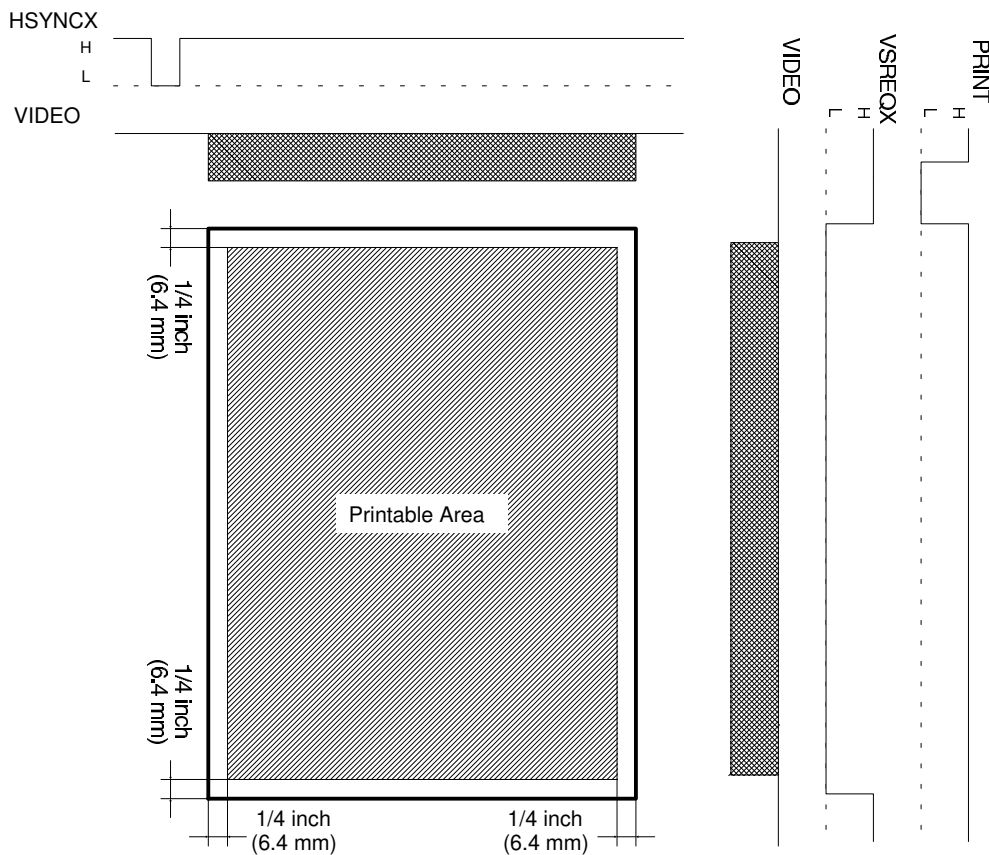 HSYNCX
H
L
VIDEO
VIDEO
VSREQX
H
L
PRINT
H
L
1/4 inch
(6.4 mm)
Printable Area
1/4 inch
(6.4 mm)
1/4 inch
(6.4 mm)
1/4 inch
(6.4 mm)